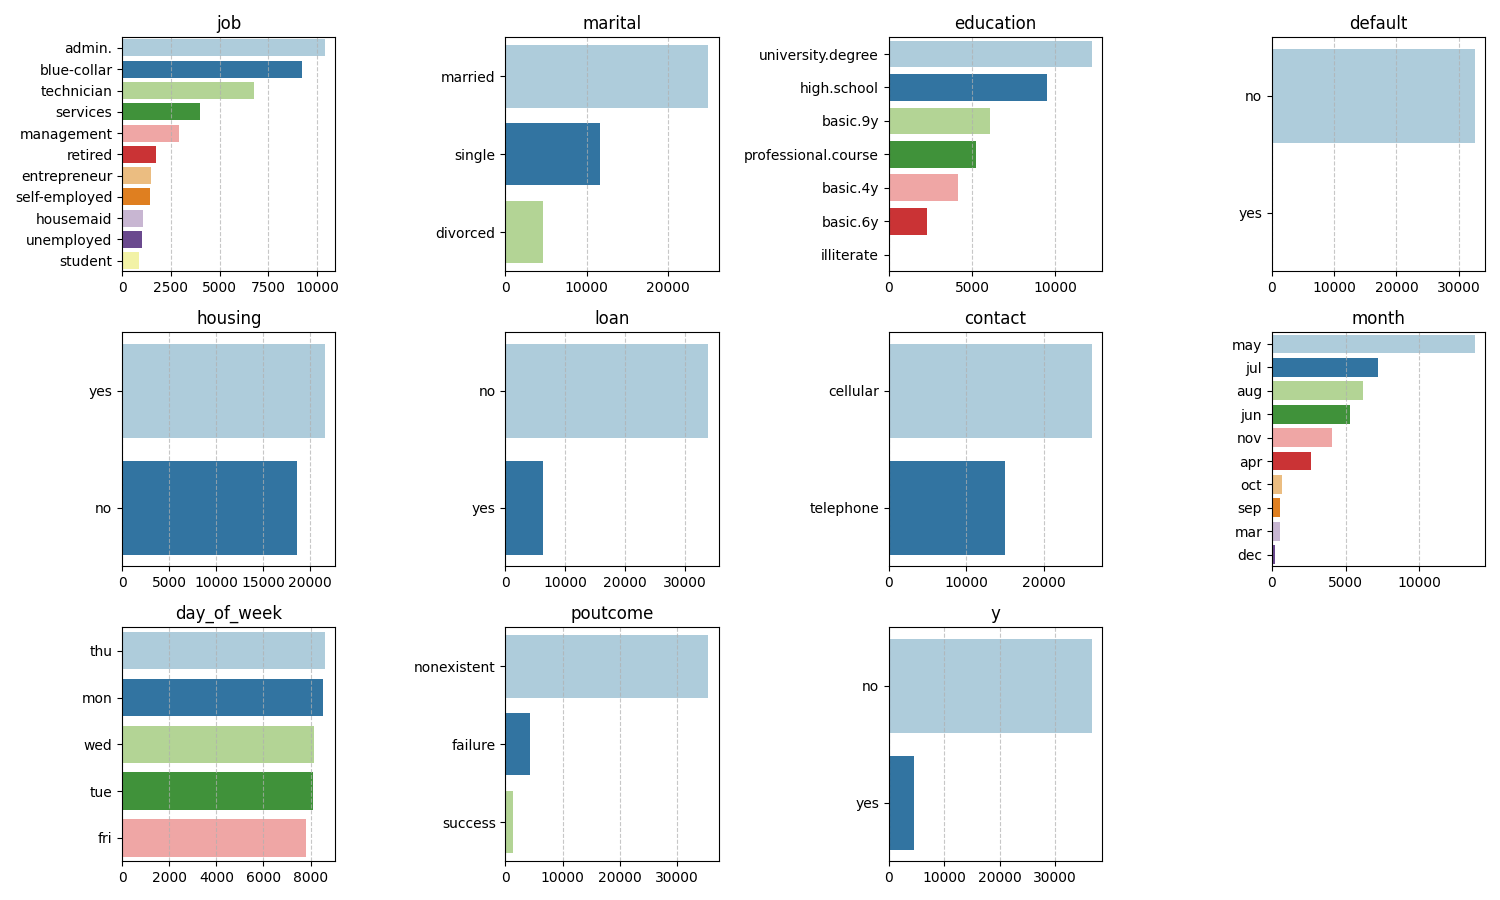 job
admin.
blue-collar
technician
services
management
retired
entrepreneur
self-employed
housemaid
unemployed
student
0 2500 5000 7500 10000
marital
married
single
divorced
0 10000 20000
education
university.degree
high.school
basic.9y
professional.course
basic.4y
basic.6y
illiterate
0 5000 10000
default
no
yes
0 10000 20000 30000
housing
yes
no
0 5000 10000 15000 20000
loan
no
yes
0 10000 20000 30000
contact
cellular
telephone
0 10000 20000
month
may
jul
aug
jun
nov
apr
oct
sep
mar
dec
0 5000 10000
day_of_week
thu
mon
wed
tue
fri
0 2000 4000 6000 8000
poutcome
nonexistent
failure
success
0 10000 20000 30000
y
no
yes
0 10000 20000 30000